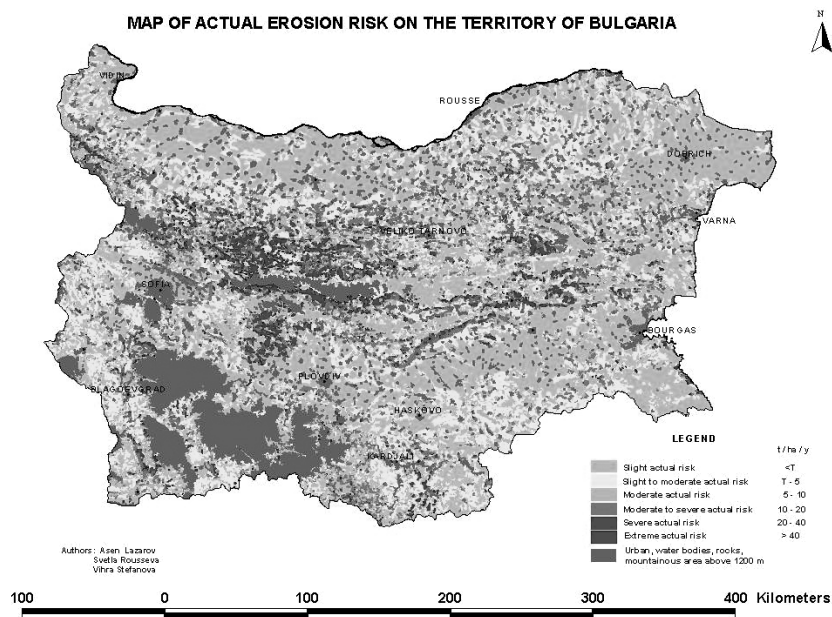 MAP OF ACTUAL EROSION RISK ON THE TERRITORY OF BULGARIA
N
VIDIN
ROUSSE
DOBRICH
VARNA
VELIKO TARNOVO
SOFIA
BOURGAS
PLOVDIV
BLAGOEVGRAD
HASKOVO
KARDJALI
LEGEND
t / ha / y
Slight actual risk <T
Slight to moderate actual risk T - 5
Moderate actual risk 5 - 10
Moderate to severe actual risk 10 - 20
Severe actual risk 20 - 40
Extreme actual risk > 40
Urban, water bodies, rocks,
mountainous area above 1200 m
Authors: Asen Lazarov
Svetla Rousseva
Vihra Stefanova
100 0 100 200 300 400 Kilometers